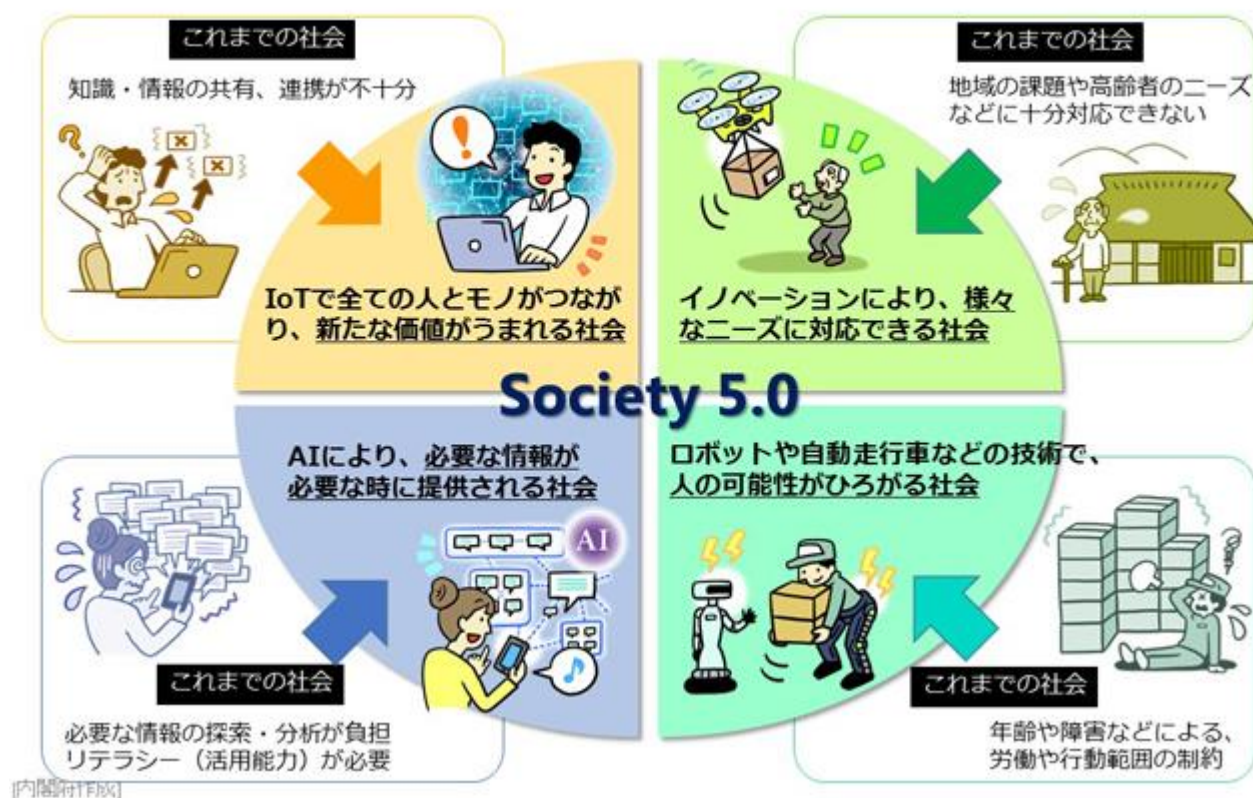 これまでの社会
知識・情報の共有、連携が不十分
IoTで全ての人とモノがつなが
り、新たな価値がうまれる社会
これまでの社会
地域の課題や高齢者のニーズ
などに十分対応できない
イノベーションにより、様々
なニーズに対応できる社会
Society 5.0
AIにより、必要な情報が
必要な時に提供される社会
AI
これまでの社会
必要な情報の探索・分析が負担
リテラシー（活用能力）が必要
ロボットや自動走行車などの技術で、
人の可能性がひろがる社会
これまでの社会
年齢や障害などによる、
労働や行動範囲の制約
[内閣府作成]